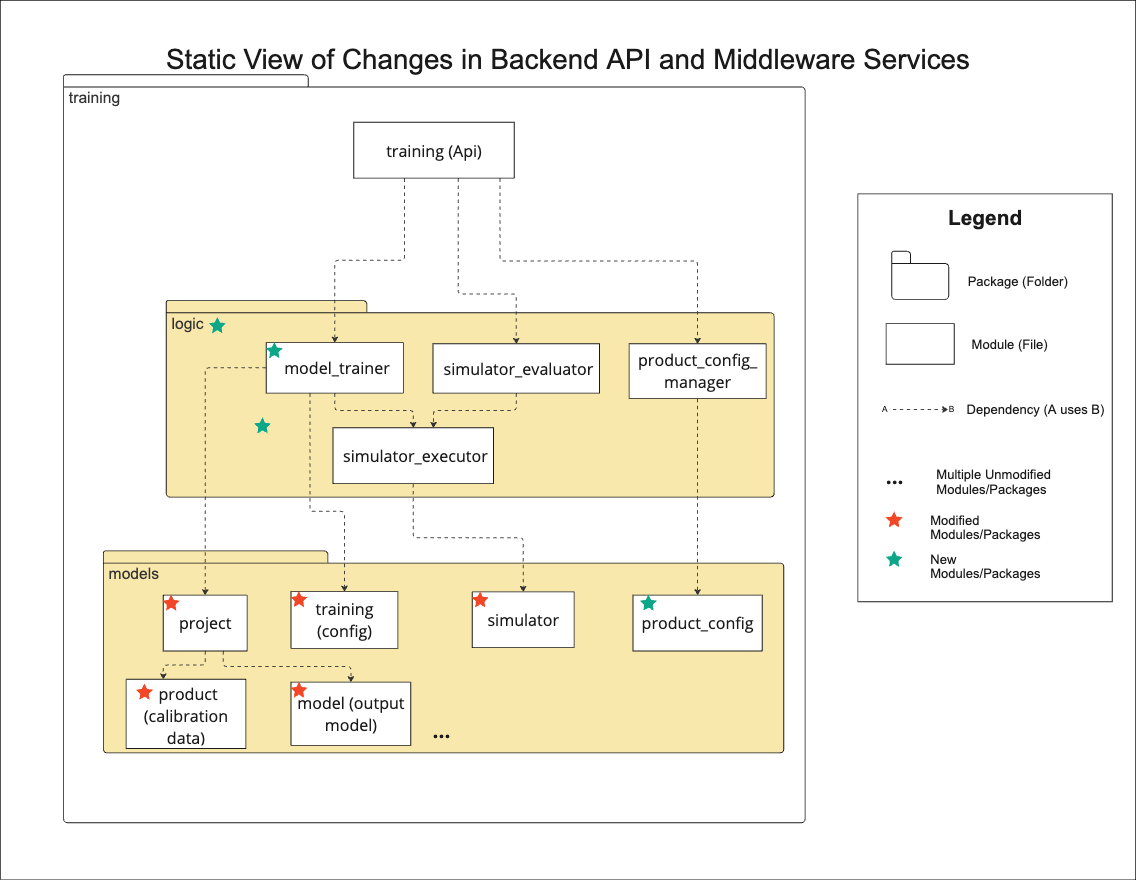 Static View of Changes in Backend API and Middleware Services
training
training (Api)
logic
model_trainer
simulator_evaluator
product_config_
manager
simulator_executor
models
project
training
(config)
simulator
product_config
product
(calibration
data)
model (output
model)
...
Legend
Package (Folder)
Module (File)
A
B
Dependency (A uses B)
...
Multiple Unmodified
Modules/Packages
Modified
Modules/Packages
New
Modules/Packages